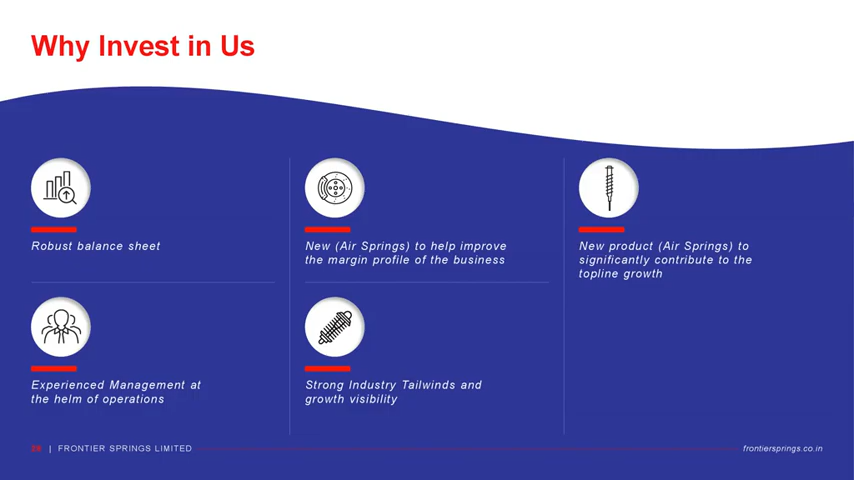 Why Invest in Us
Robust balance sheet
New (Air Springs) to help improve
the margin profile of the business
New product (Air Springs) to
significantly contribute to the
topline growth
Experienced Management at
the helm of operations
Strong Industry Tailwinds and
growth visibility
| FRONTIER SPRINGS LIMITED
frontiersprings.co.in